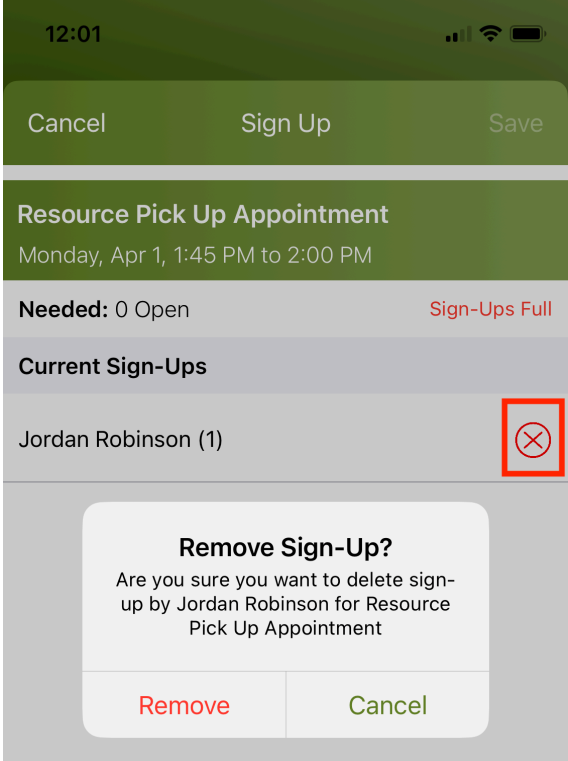 12:01
Cancel Sign Up Save
Resource Pick Up Appointment
Monday, Apr 1, 1:45 PM to 2:00 PM
Needed: 0 Open Sign-Ups Full
Current Sign-Ups
Jordan Robinson (1)
Remove Sign-Up?
Are you sure you want to delete sign-
up by Jordan Robinson for Resource
Pick Up Appointment
Remove Cancel